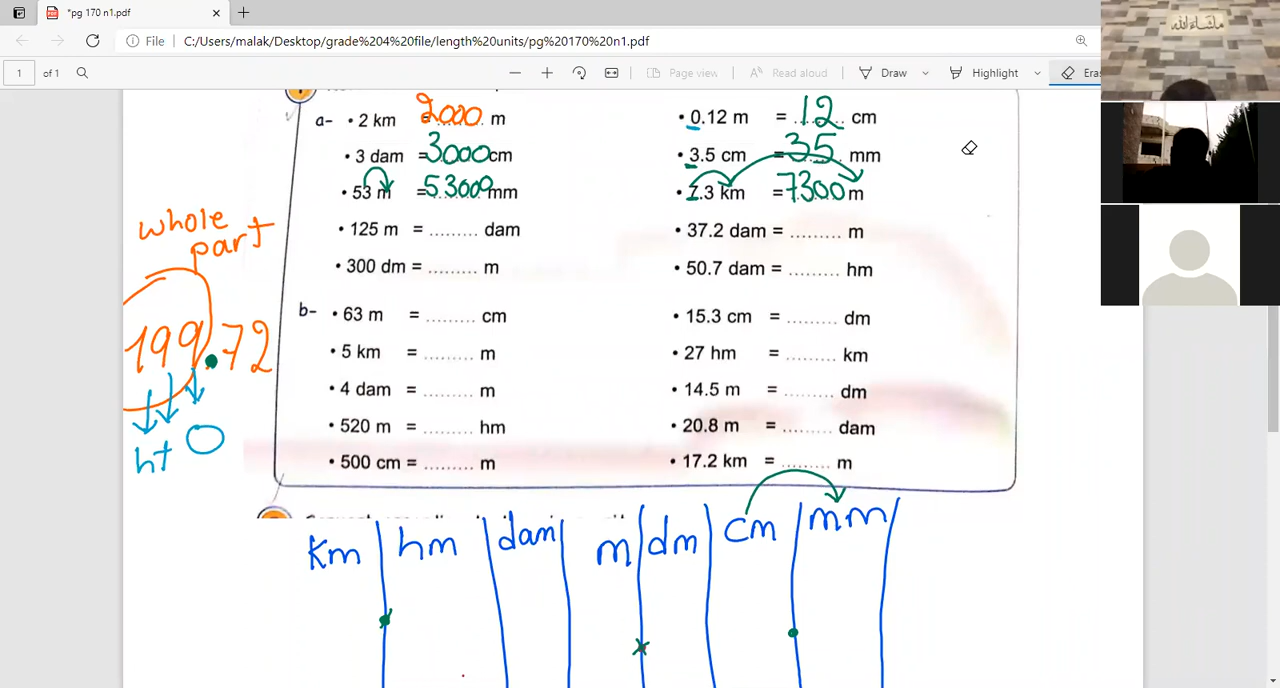 *pg 170 n1.pdf
File C:/Users/malak/Desktop/grade%204%20file/length%20units/pg%20170%20n1.pdf
1 of 1 Page view Read aloud Draw Highlight
ما شاء الله
a- • 2 km = 2000 m
• 3 dam = 3000 cm
• 53 m = 53000 mm
• 125 m = ......... dam
• 300 dm = ......... m
b- • 63 m = ......... cm
• 5 km = ......... m
• 4 dam = ......... m
• 520 m = ......... hm
• 500 cm = ......... m
• 0.12 m = 12 cm
• 3.5 cm = 35 mm
• 7.3 km = 7300 m
• 37.2 dam = ......... m
• 50.7 dam = ......... hm
• 15.3 cm = ......... dm
• 27 hm = ......... km
• 14.5 m = ......... dm
• 20.8 m = ......... dam
• 17.2 km = ......... m
whole
part
199.72
h t O
Km hm dam m dm cm mm